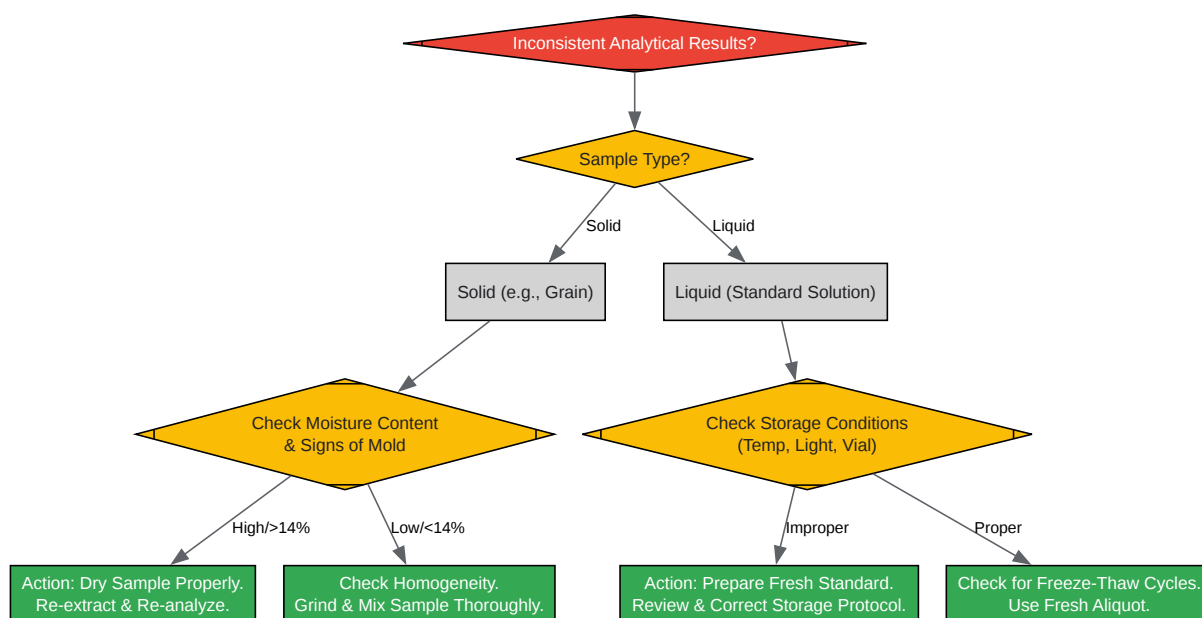 Inconsistent Analytical Results?
Sample Type?
Solid
Liquid
Solid (e.g., Grain)
Liquid (Standard Solution)
Check Moisture Content
& Signs of Mold
Check Storage Conditions
(Temp, Light, Vial)
High/>14%
Low/<14%
Improper
Proper
Action: Dry Sample Properly.
Re-extract & Re-analyze.
Check Homogeneity.
Grind & Mix Sample Thoroughly.
Action: Prepare Fresh Standard.
Review & Correct Storage Protocol.
Check for Freeze-Thaw Cycles.
Use Fresh Aliquot.